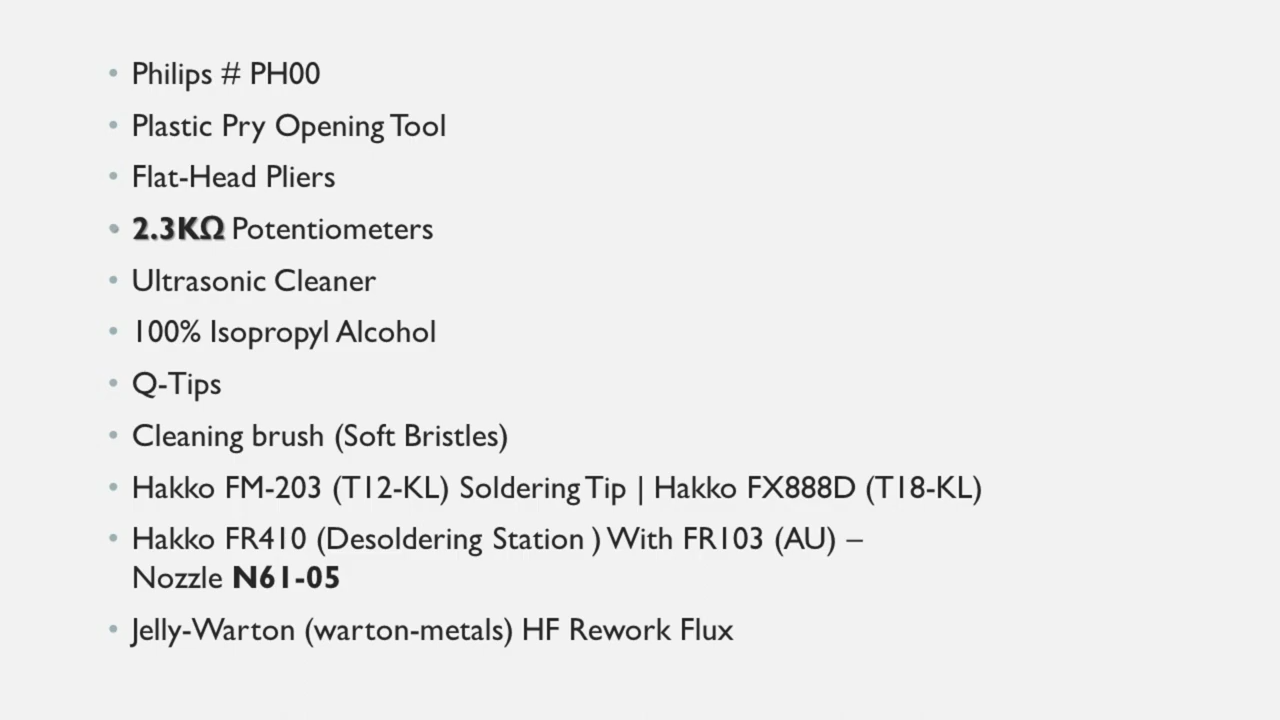 • Philips # PH00
• Plastic Pry Opening Tool
• Flat-Head Pliers
• 2.3KΩ Potentiometers
• Ultrasonic Cleaner
• 100% Isopropyl Alcohol
• Q-Tips
• Cleaning brush (Soft Bristles)
• Hakko FM-203 (T12-KL) Soldering Tip | Hakko FX888D (T18-KL)
• Hakko FR410 (Desoldering Station ) With FR103 (AU) –
Nozzle N61-05
• Jelly-Warton (warton-metals) HF Rework Flux